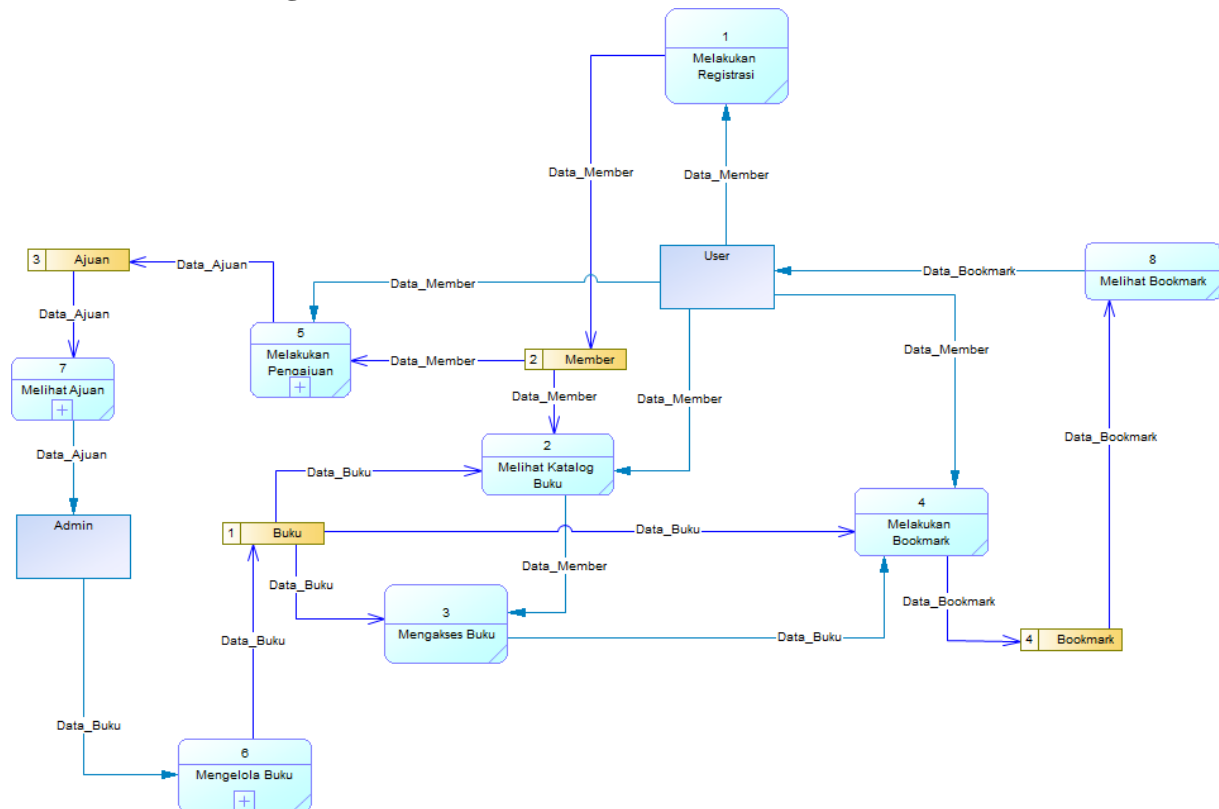 1
Melakukan
Registrasi
Data_Member
Data_Member
User
3 Ajuan
Data_Ajuan
Data_Member
Data_Bookmark
8
Melihat Bookmark
Data_Ajuan
5
Melakukan
Pengajuan
Data_Member
2 Member
Data_Member
7
Melihat Ajuan
Data_Member
Data_Member
Data_Bookmark
2
Melihat Katalog
Buku
Data_Ajuan
Data_Buku
4
Melakukan
Bookmark
Admin
1 Buku
Data_Buku
Data_Member
Data_Buku
Data_Bookmark
3
Mengakses Buku
Data_Buku
Data_Buku
4 Bookmark
Data_Buku
6
Mengelola Buku